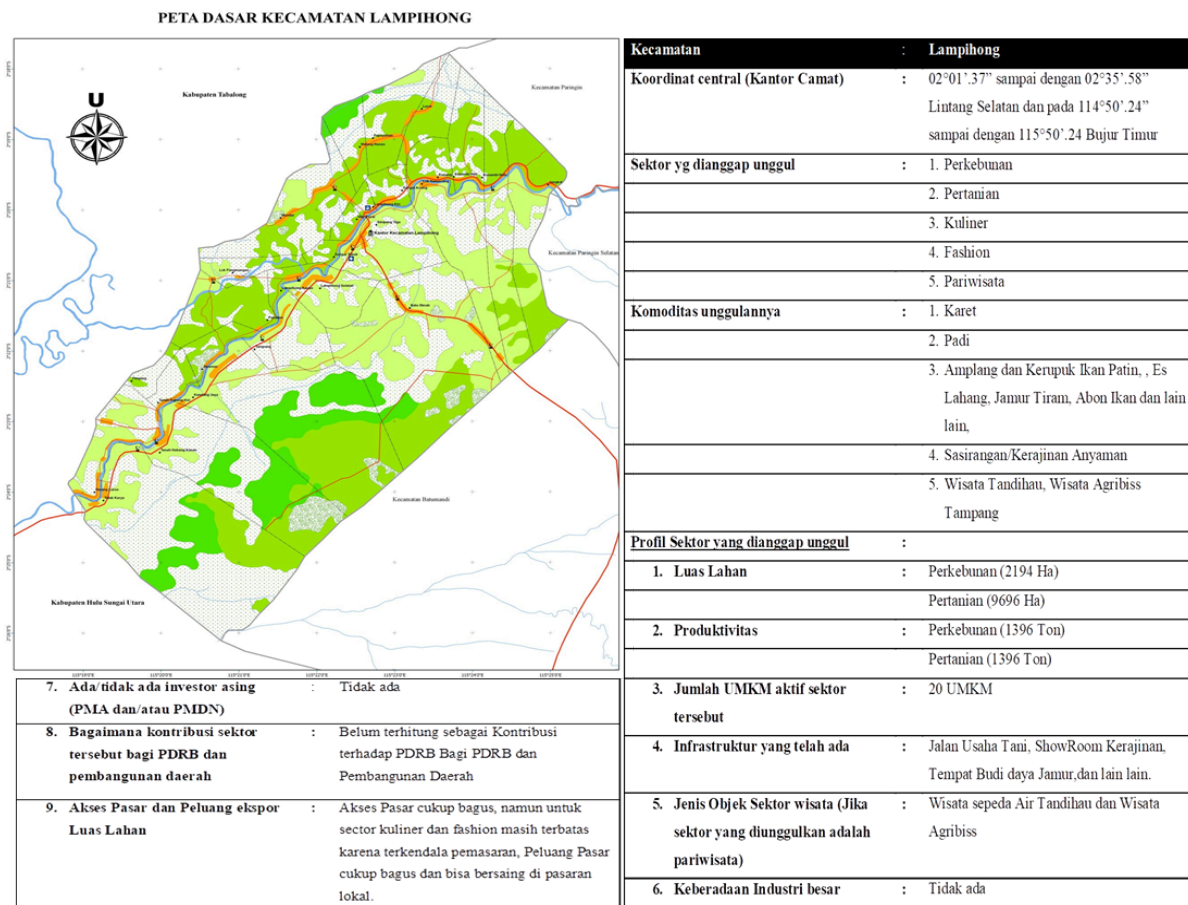 PETA DASAR KECAMATAN LAMPIHONG
Kabupaten Tabalong
Kecamatan Paringin
U
Kantor Kecamatan Lampihong
Kecamatan Paringin Selatan
Kecamatan Batumandi
Kabupaten Hulu Sungai Utara
7. Ada/tidak ada investor asing : Tidak ada
(PMA dan/atau PMDN)
8. Bagaimana kontribusi sektor : Belum terhitung sebagai Kontribusi
tersebut bagi PDRB dan terhadap PDRB Bagi PDRB dan
pembangunan daerah Pembangunan Daerah
9. Akses Pasar dan Peluang ekspor : Akses Pasar cukup bagus, namun untuk
Luas Lahan sector kuliner dan fashion masih terbatas
karena terkendala pemasaran, Peluang Pasar
cukup bagus dan bisa bersaing di pasaran
lokal.
Kecamatan : Lampihong
Koordinat central (Kantor Camat) : 02°01’.37” sampai dengan 02°35’.58”
Lintang Selatan dan pada 114°50’.24”
sampai dengan 115°50’.24 Bujur Timur
Sektor yg dianggap unggul : 1. Perkebunan
2. Pertanian
3. Kuliner
4. Fashion
5. Pariwisata
Komoditas unggulannya : 1. Karet
2. Padi
3. Amplang dan Kerupuk Ikan Patin, , Es
Lahang, Jamur Tiram, Abon Ikan dan lain
lain,
4. Sasirangan/Kerajinan Anyaman
5. Wisata Tandihau, Wisata Agribiss
Tampang
Profil Sektor yang dianggap unggul :
1. Luas Lahan : Perkebunan (2194 Ha)
Pertanian (9696 Ha)
2. Produktivitas : Perkebunan (1396 Ton)
Pertanian (1396 Ton)
3. Jumlah UMKM aktif sektor : 20 UMKM
tersebut
4. Infrastruktur yang telah ada : Jalan Usaha Tani, ShowRoom Kerajinan,
Tempat Budi daya Jamur,dan lain lain.
5. Jenis Objek Sektor wisata (Jika : Wisata sepeda Air Tandihau dan Wisata
sektor yang diunggulkan adalah Agribiss
pariwisata)
6. Keberadaan Industri besar : Tidak ada